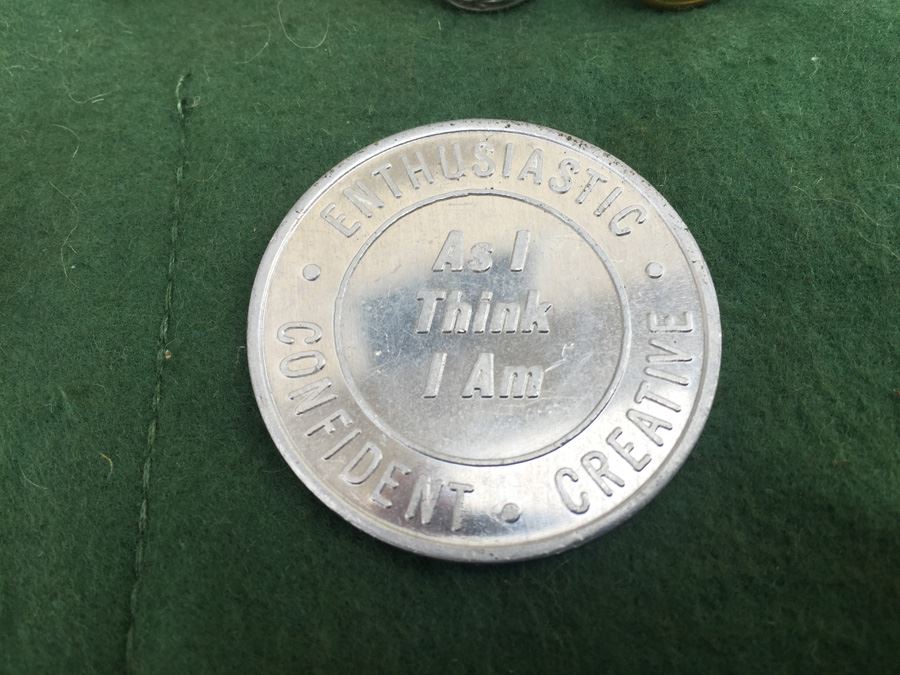 ENTHUSIASTIC
As I
Think
I Am
CONFIDENT • CREATIVE